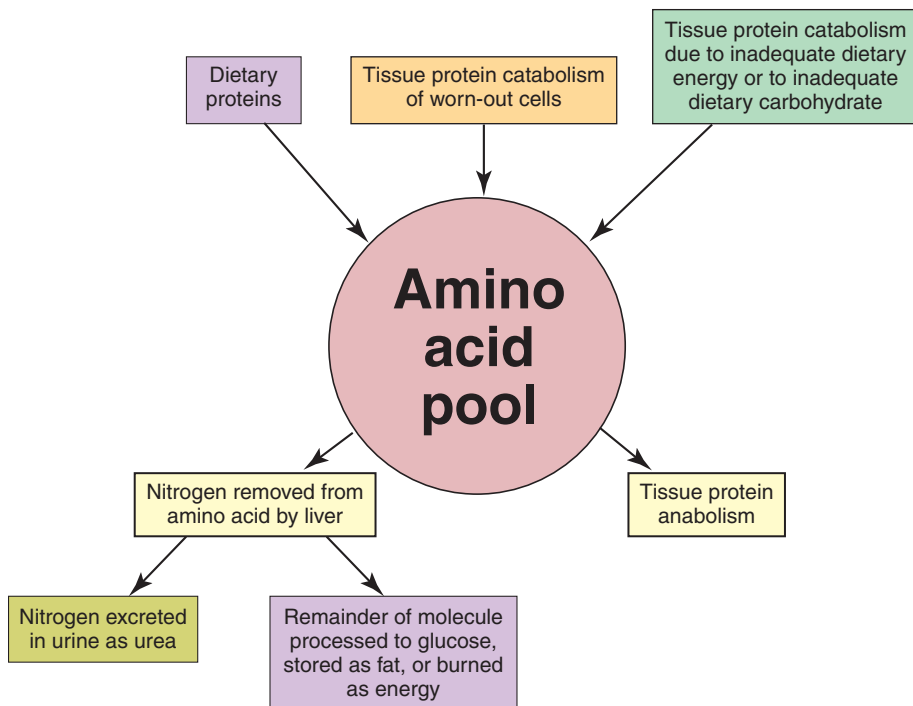 Dietary
proteins
Tissue protein catabolism
of worn-out cells
Tissue protein catabolism
due to inadequate dietary
energy or to inadequate
dietary carbohydrate
Amino
acid
pool
Nitrogen removed from
amino acid by liver
Tissue protein
anabolism
Nitrogen excreted
in urine as urea
Remainder of molecule
processed to glucose,
stored as fat, or burned
as energy